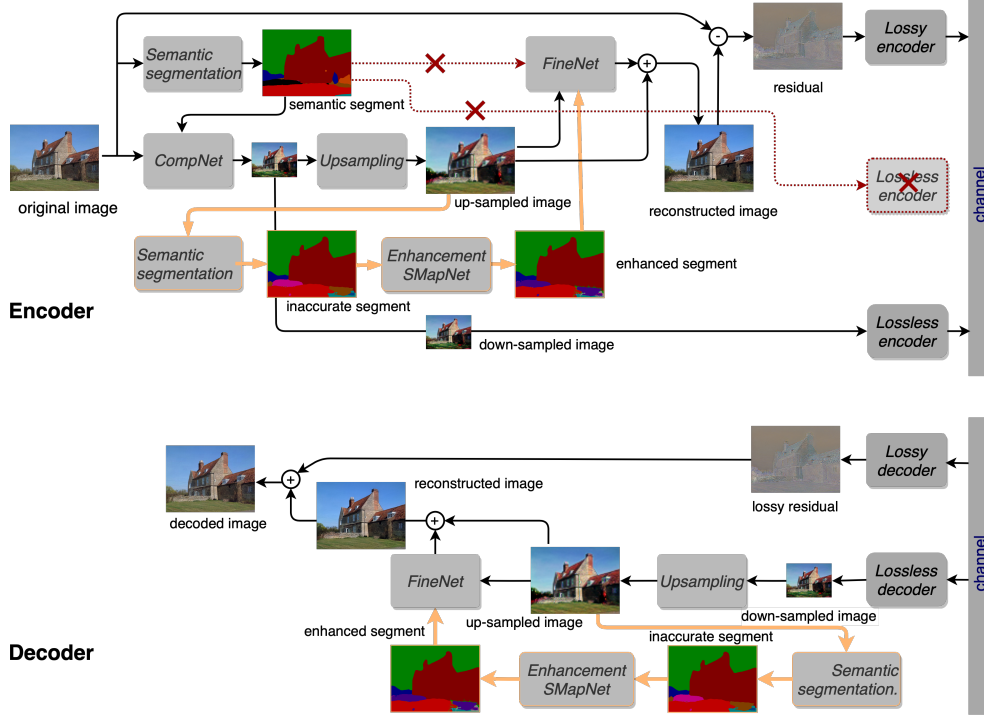 Semantic
segmentation
semantic segment
FineNet
residual
Lossy
encoder
original image
CompNet
Upsampling
up-sampled image
reconstructed image
Lossless
encoder
channel
Semantic
segmentation
inaccurate segment
Enhancement
SMapNet
enhanced segment
Encoder
down-sampled image
Lossless
encoder
decoded image
reconstructed image
lossy residual
Lossy
decoder
channel
FineNet
up-sampled image
Upsampling
down-sampled image
Lossless
decoder
enhanced segment
inaccurate segment
Decoder
Enhancement
SMapNet
Semantic
segmentation.